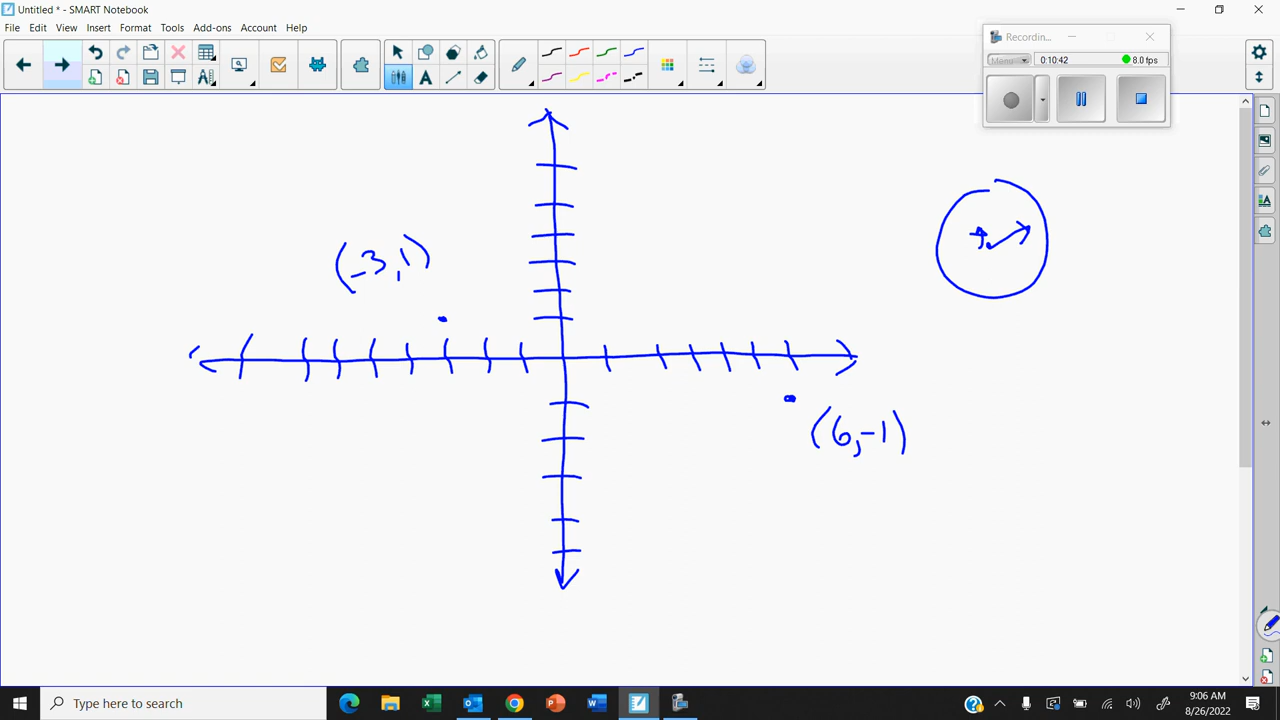 Untitled * - SMART Notebook
File Edit View Insert Format Tools Add-ons Account Help
Recordin...
Menu
0:10:42
8.0 fps
A
(-3,1)
(6,-1)
Type here to search
9:06 AM
8/26/2022